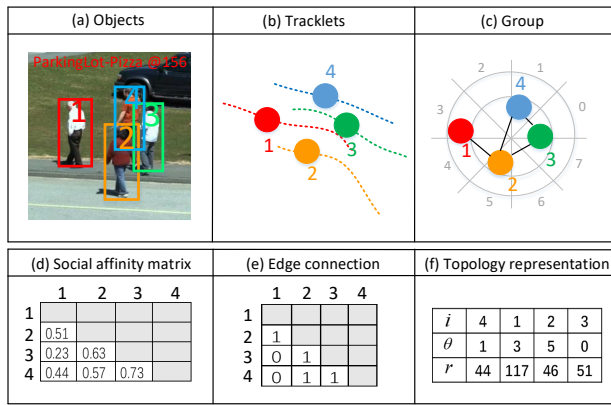 (a) Objects
(b) Tracklets
(c) Group
ParkingLot-Pizza @156
1
4
3
2
4
1
3
2
4
2
1
3
0
1
3
4
2
7
5
6
(d) Social affinity matrix
(e) Edge connection
(f) Topology representation
1 2 3 4
1
2 0.51
3 0.23 0.63
4 0.44 0.57 0.73
1 2 3 4
1
2 1
3 0 1
4 0 1 1
i 4 1 2 3
θ 1 3 5 0
r 44 117 46 51